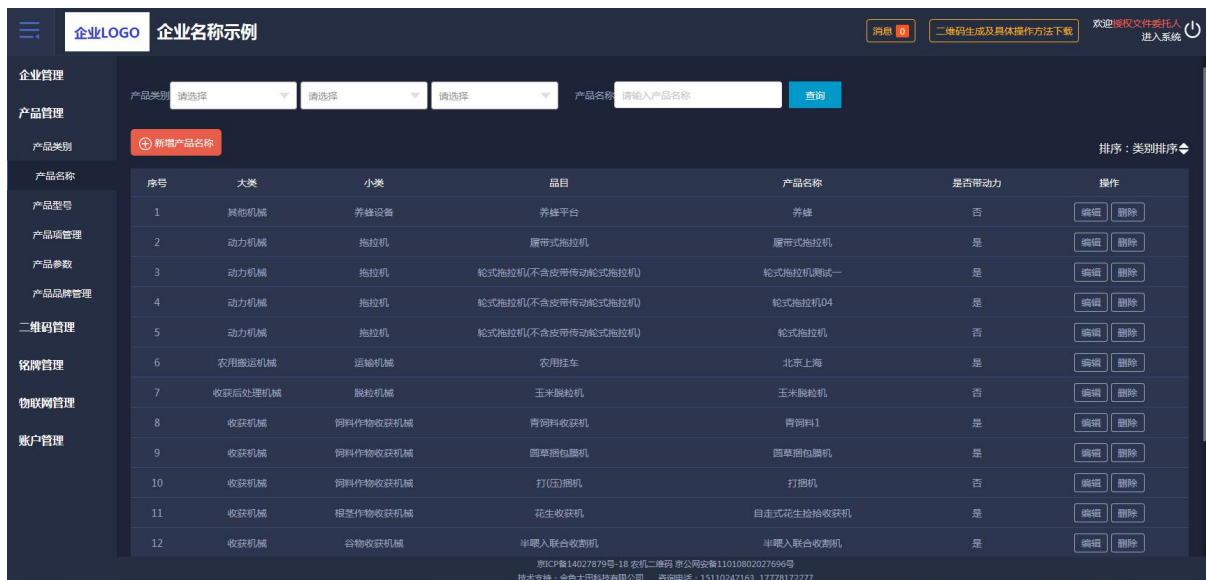 企业LOGO 企业名称示例 消息 0 二维码生成及具体操作方法下载 欢迎授权文件委托人
进入系统
企业管理
产品管理
产品类别
产品名称
产品型号
产品项管理
产品参数
产品品牌管理
二维码管理
铭牌管理
物联网管理
账户管理
产品类别 请选择 请选择 请选择 产品名称 请输入产品名称 查询
新增产品名称 排序：类别排序
序号 大类 小类 品目 产品名称 是否带动力 操作
1 其他机械 养蜂设备 养蜂平台 养蜂 否 编辑 删除
2 动力机械 拖拉机 履带式拖拉机 履带式拖拉机 是 编辑 删除
3 动力机械 拖拉机 轮式拖拉机(不含皮带传动轮式拖拉机) 轮式拖拉机测试一 是 编辑 删除
4 动力机械 拖拉机 轮式拖拉机(不含皮带传动轮式拖拉机) 轮式拖拉机04 是 编辑 删除
5 动力机械 拖拉机 轮式拖拉机(不含皮带传动轮式拖拉机) 轮式拖拉机 否 编辑 删除
6 农用搬运机械 运输机械 农用挂车 北京上海 是 编辑 删除
7 收获后处理机械 脱粒机械 玉米脱粒机 玉米脱粒机 否 编辑 删除
8 收获机械 饲料作物收获机械 青饲料收获机 青饲料1 是 编辑 删除
9 收获机械 饲料作物收获机械 圆草捆包膜机 圆草捆包膜机 是 编辑 删除
10 收获机械 饲料作物收获机械 打(压)捆机 打捆机 否 编辑 删除
11 收获机械 根茎作物收获机械 花生收获机 自走式花生捡拾收获机 是 编辑 删除
12 收获机械 谷物收获机械 半喂入联合收割机 半喂入联合收割机 是 编辑 删除
京ICP备14027879号-18 农机二维码 京公网安备11010802027696号
技术支持：金色大田科技有限公司 咨询电话：15110247163 17778172277